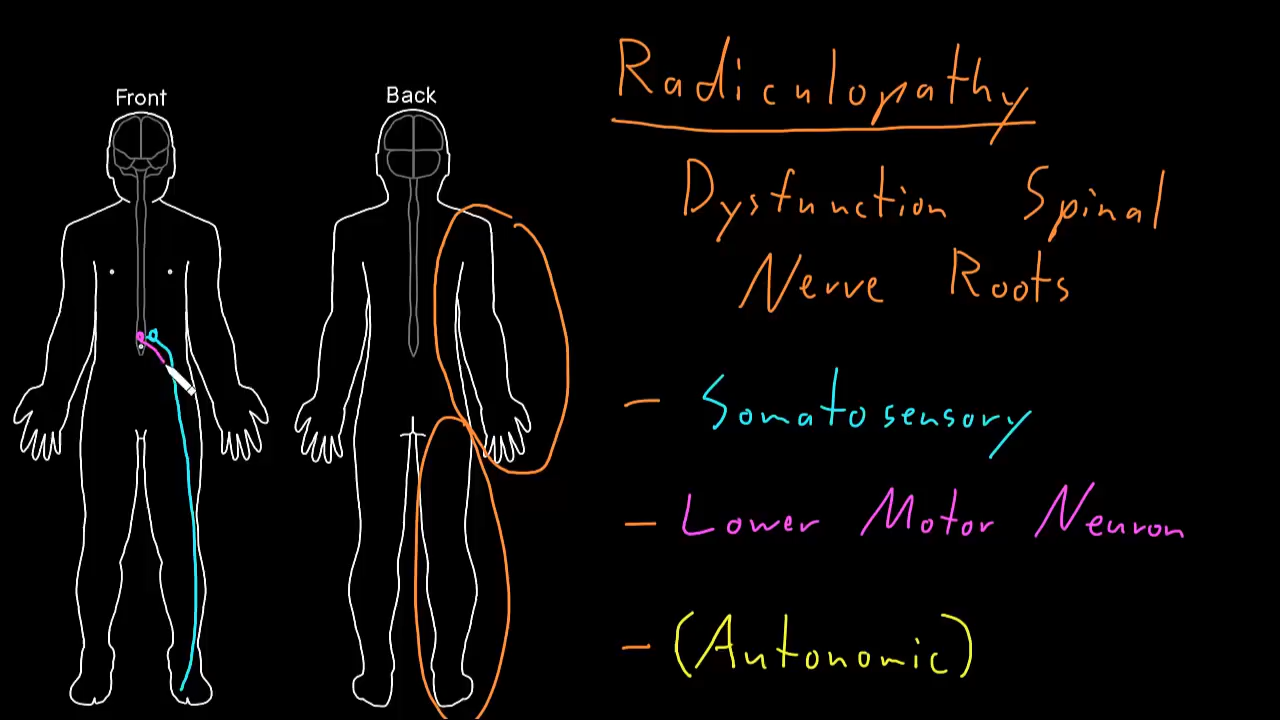 Front
Back
Radiculopathy
Dysfunction Spinal
Nerve Roots
- Somatosensory
- Lower Motor Neuron
- (Autonomic)